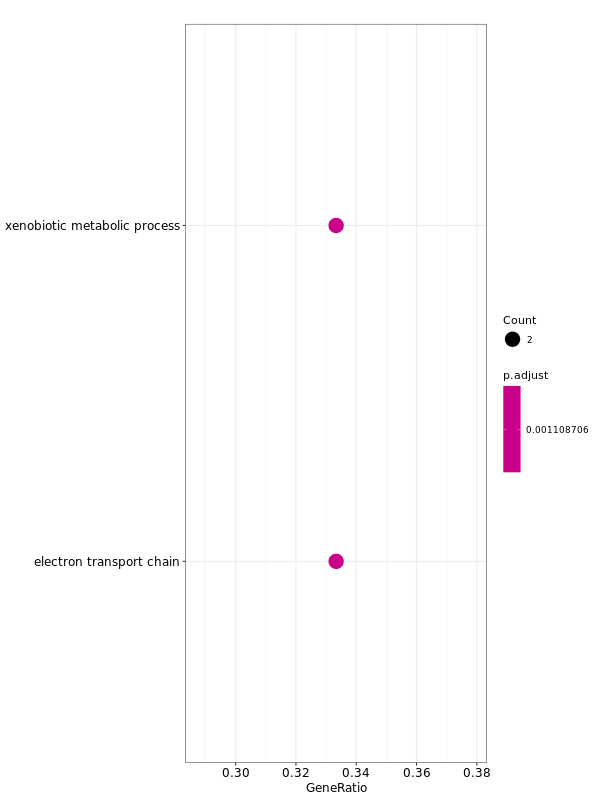 xenobiotic metabolic process
electron transport chain
0.30 0.32 0.34 0.36 0.38
GeneRatio
Count
2
p.adjust
0.001108706